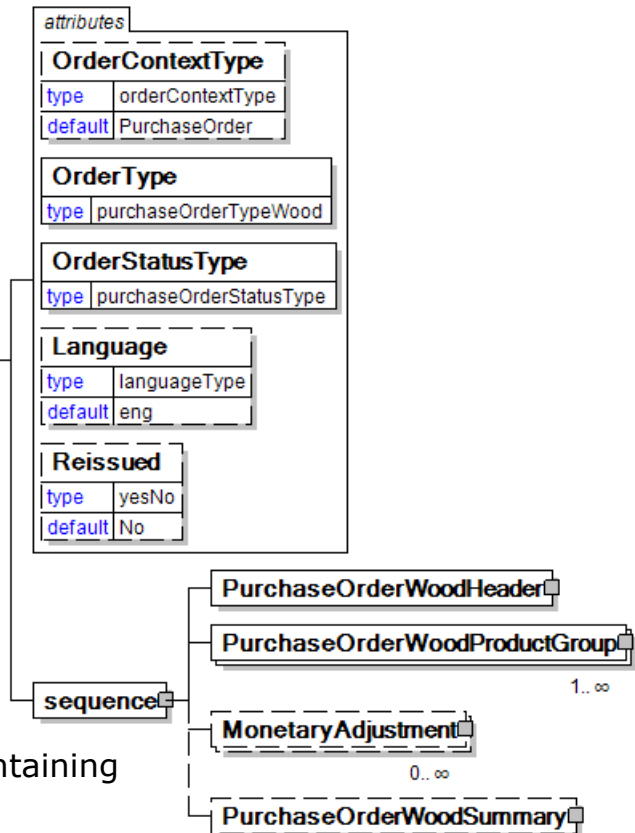 attributes
OrderContextType
type orderContextType
default PurchaseOrder
OrderType
type purchaseOrderTypeWood
OrderStatusType
type purchaseOrderStatusType
Language
type languageType
default eng
Reissued
type yesNo
default No
PurchaseOrderWoodHeader
PurchaseOrderWoodProductGroup
1.. ∞
sequence
MonetaryAdjustment
ntaining
0.. ∞
PurchaseOrderWoodSummary